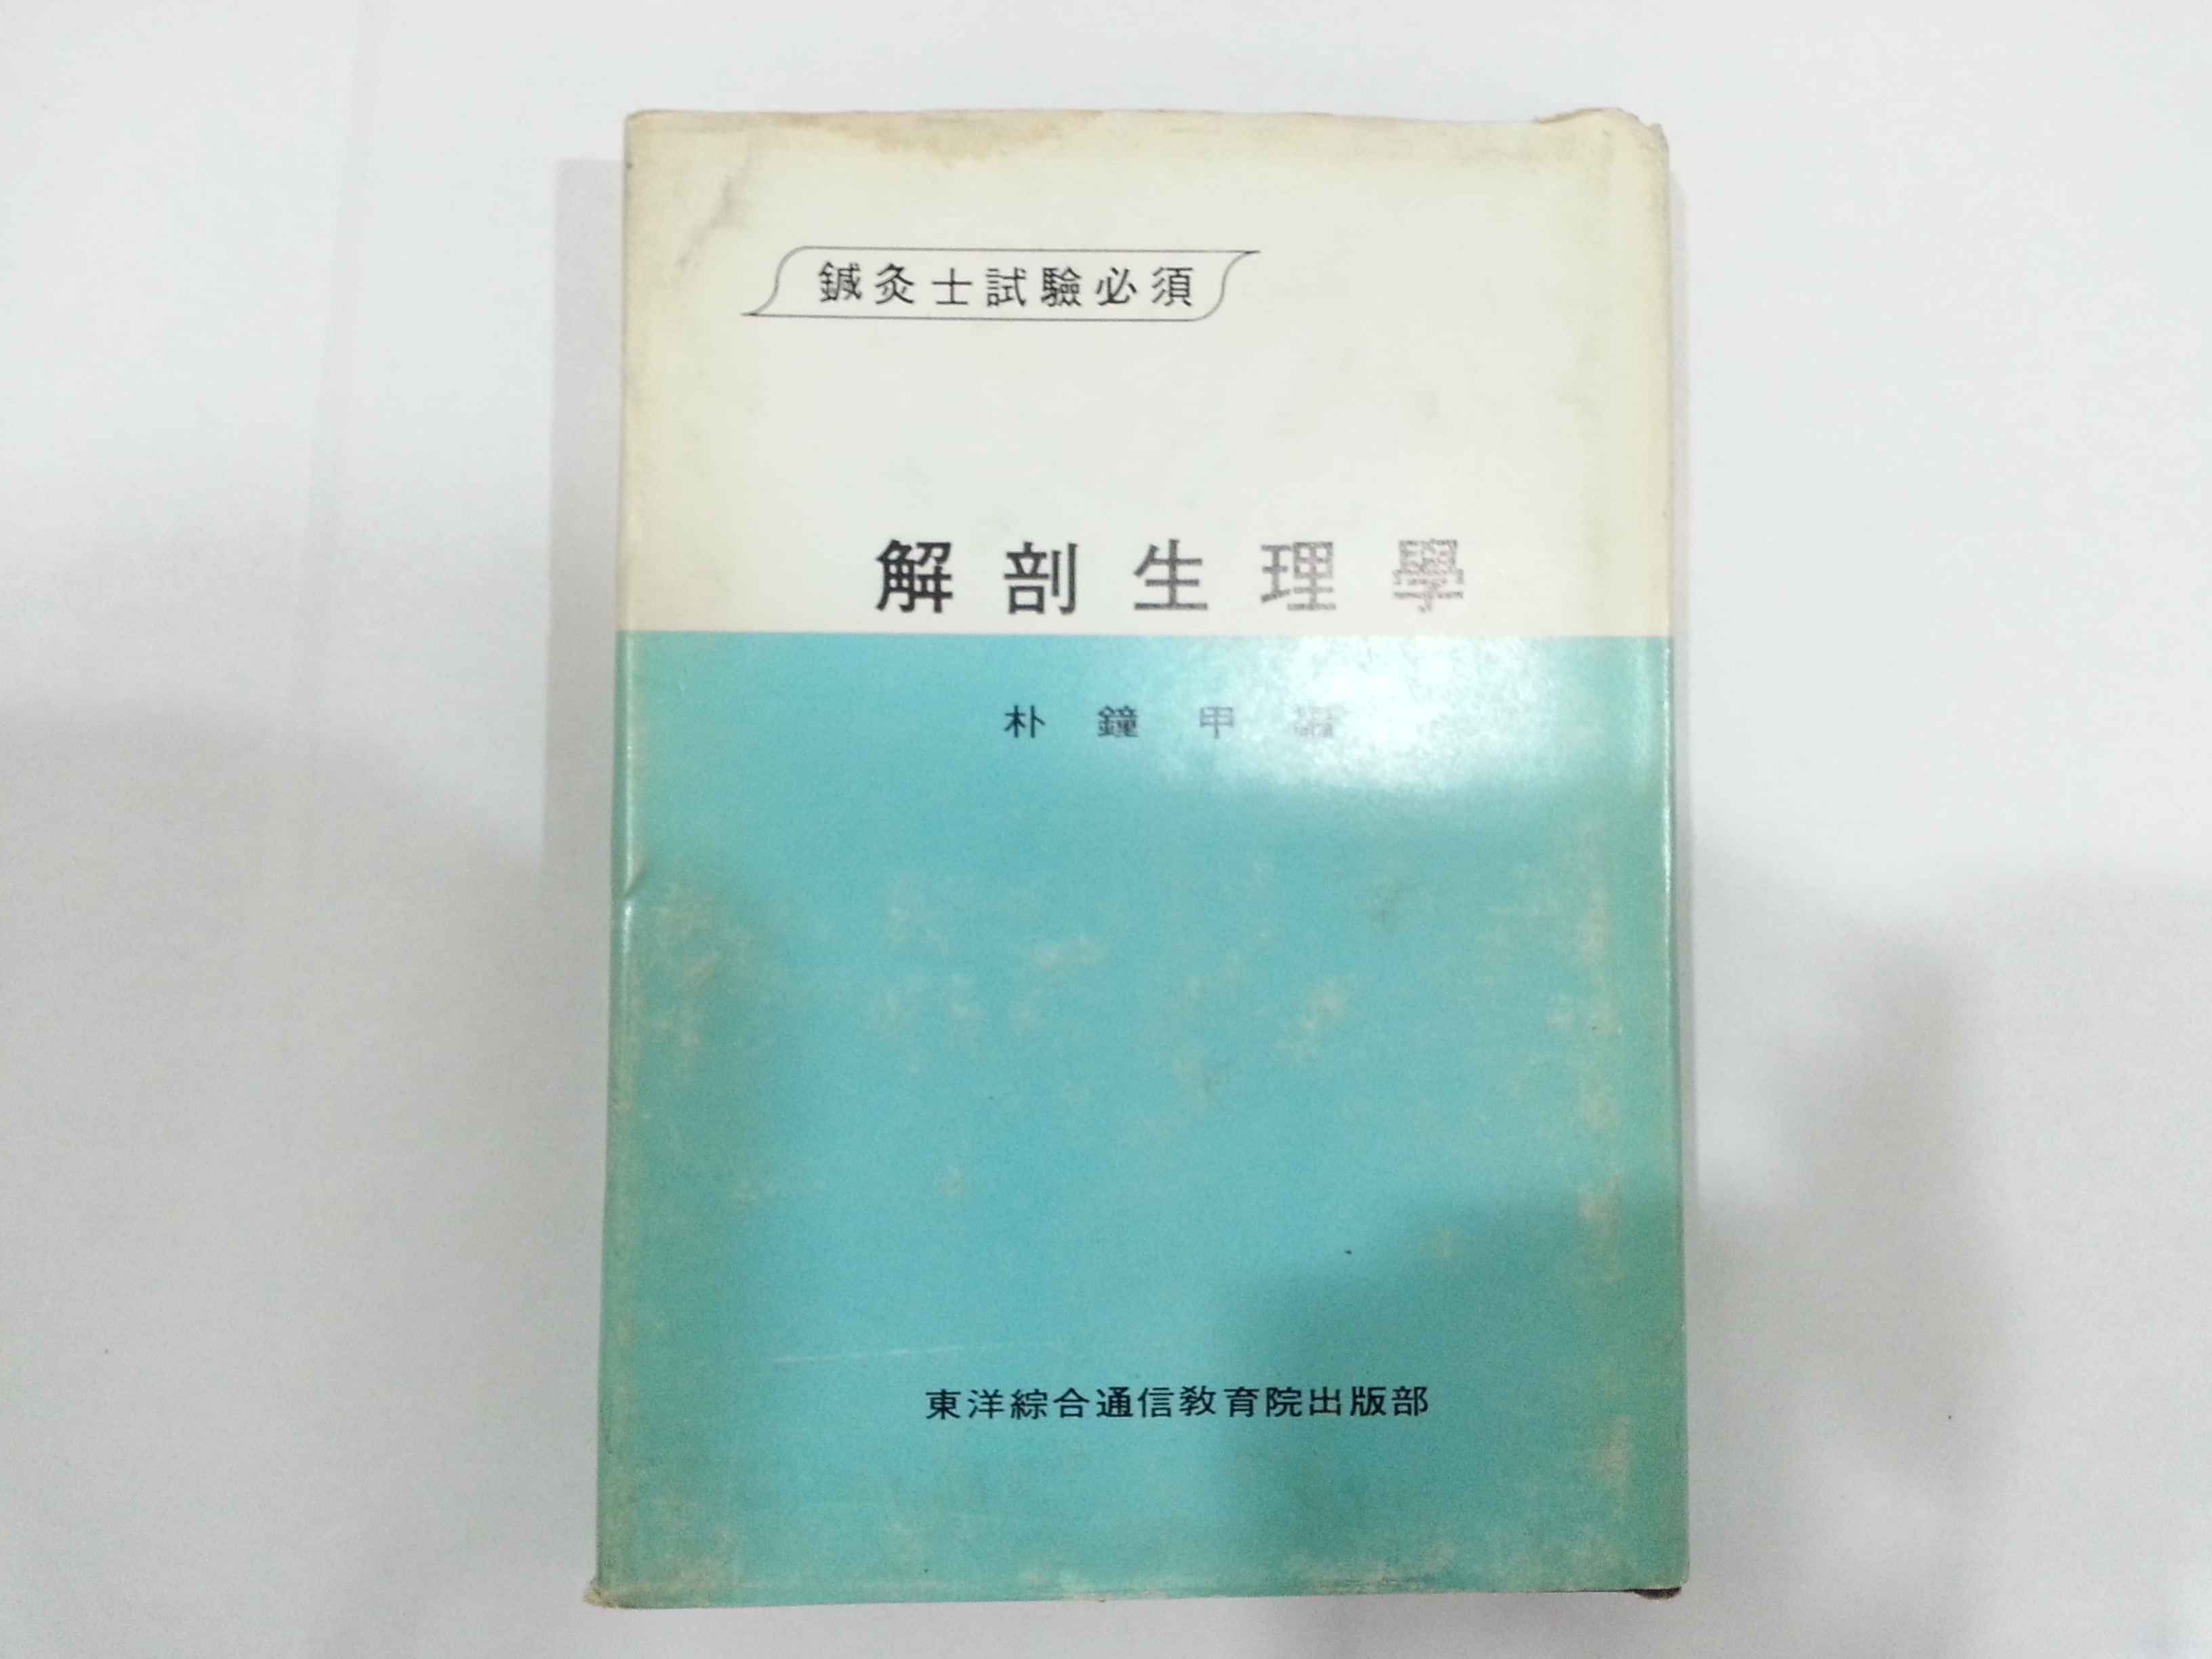 鍼灸士試驗必須
解剖生理學
朴鐘甲
東洋綜合通信敎育院出版部